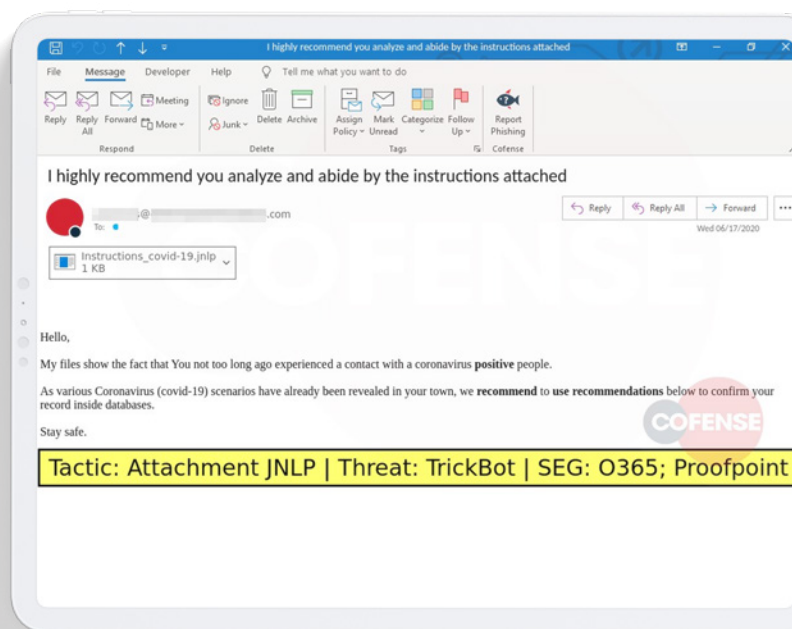 I highly recommend you analyze and abide by the instructions attached
File Message Developer Help Tell me what you want to do
Reply
Reply All
Forward
Meeting
More
Respond
Ignore
Junk
Delete
Archive
Delete
Assign Policy
Mark Unread
Categorize
Follow Up
Tags
Report Phishing
Cofense
I highly recommend you analyze and abide by the instructions attached
@ .com
To:
Reply Reply All Forward ...
Wed 06/17/2020
Instructions_covid-19.jnlp
1 KB
COFENSE
Hello,
My files show the fact that You not too long ago experienced a contact with a coronavirus positive people.
As various Coronavirus (covid-19) scenarios have already been revealed in your town, we recommend to use recommendations below to confirm your
record inside databases.
COFENSE
Stay safe.
Tactic: Attachment JNLP | Threat: TrickBot | SEG: O365; Proofpoint